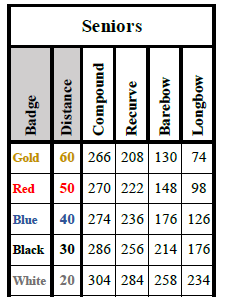 Seniors
Badge Distance Compound Recurve Barebow Longbow
Gold 60 266 208 130 74
Red 50 270 222 148 98
Blue 40 274 236 176 126
Black 30 286 256 214 176
White 20 304 284 258 234